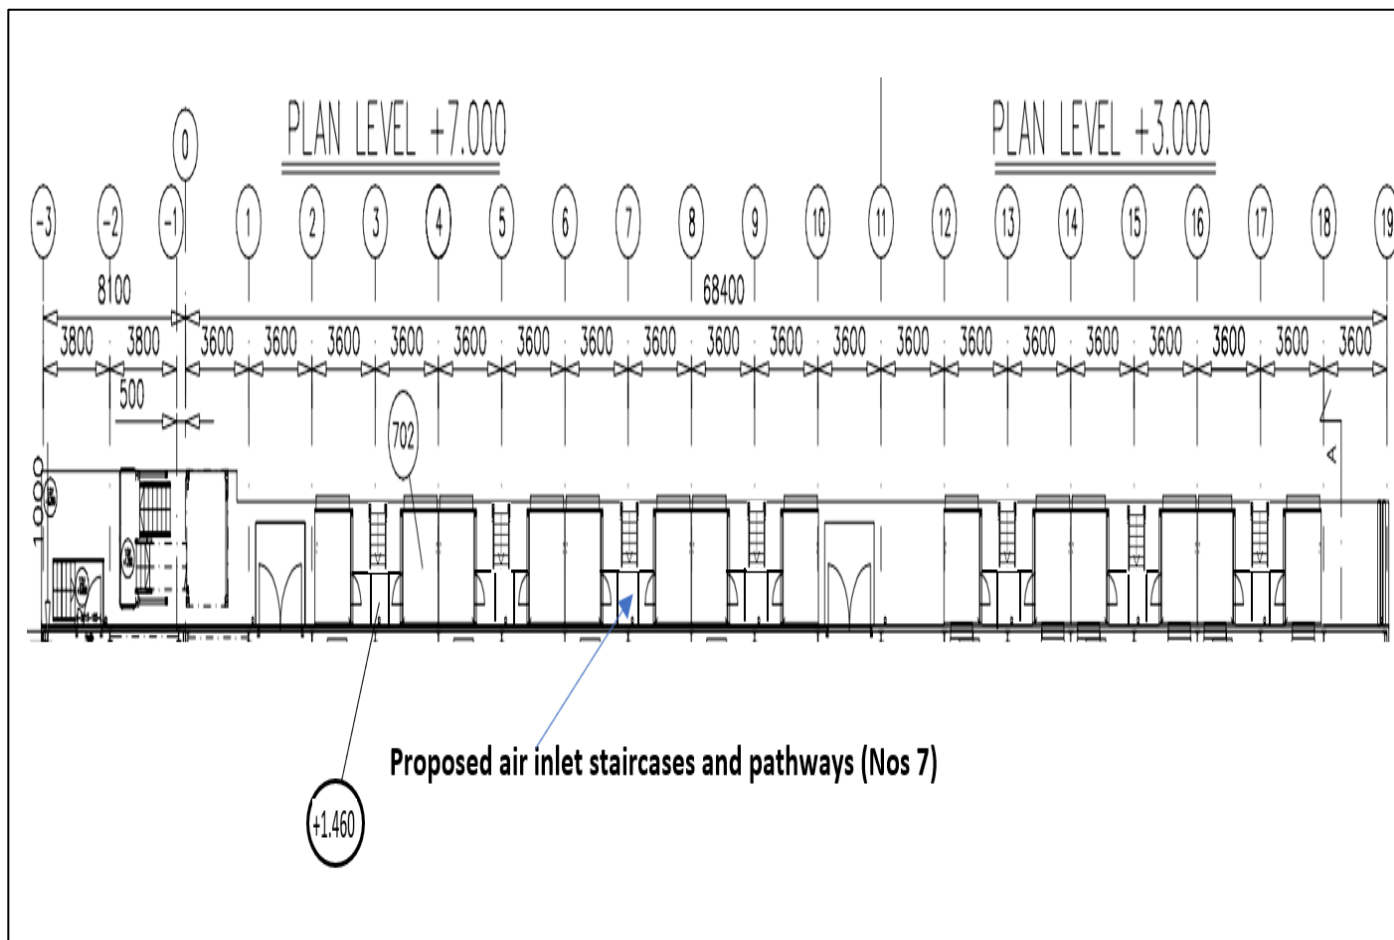 PLAN LEVEL +7.000
PLAN LEVEL +3.000
0
-3 -2 -1 1 2 3 4 5 6 7 8 9 10 11 12 13 14 15 16 17 18 19
8100 68400
3800 3800 3600 3600 3600 3600 3600 3600 3600 3600 3600 3600 3600 3600 3600 3600 3600 3600 3600 3600 3600
500
702
A
1000
Proposed air inlet staircases and pathways (Nos 7)
+1.460